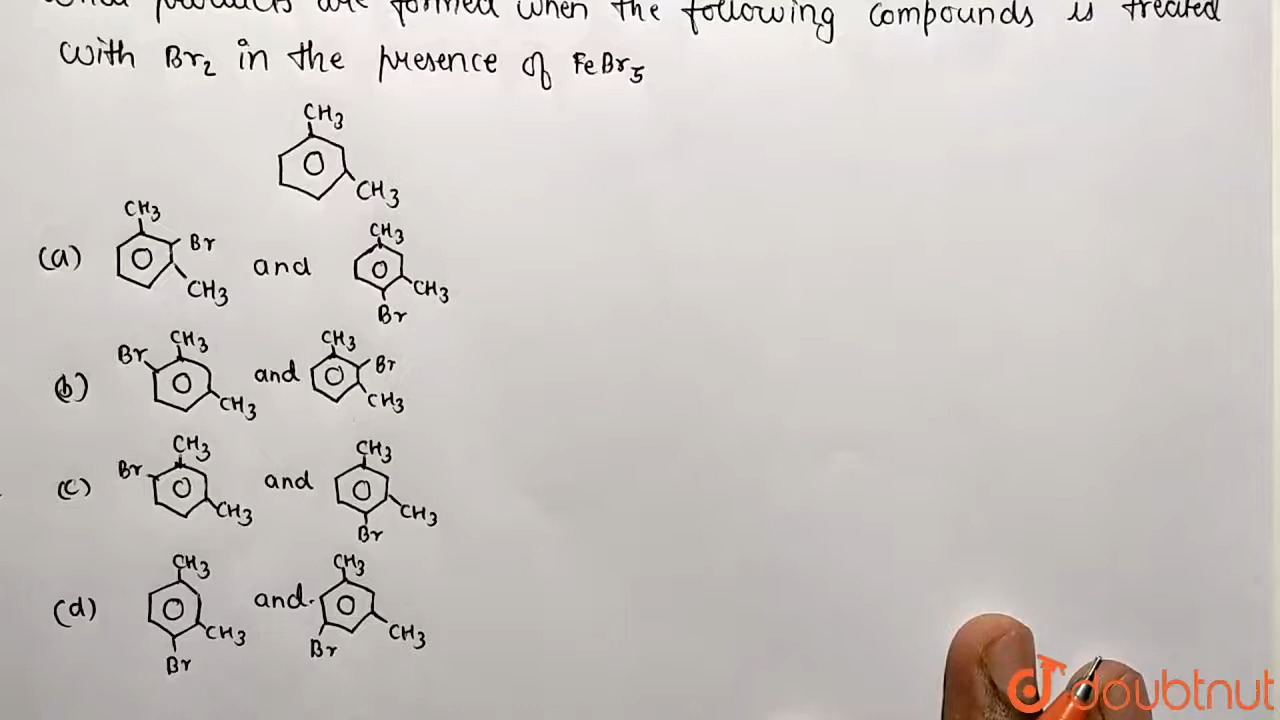 what products are formed when the following compounds is treated
with Br2 in the presence of FeBr3
CH3
CH3
(a) CH3 Br CH3 and CH3 CH3 Br
(b) Br CH3 CH3 and CH3 Br CH3
(c) Br CH3 CH3 and CH3 CH3 Br
(d) CH3 CH3 Br and. CH3 CH3 Br
doubtnut